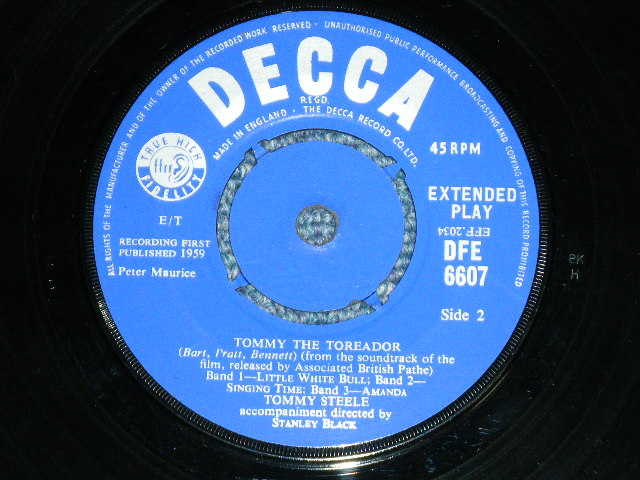 ALL RIGHTS OF THE MANUFACTURER AND OF THE OWNER OF THE RECORDED WORK RESERVED · UNAUTHORISED PUBLIC PERFORMANCE BROADCASTING AND COPYING OF THIS RECORD PROHIBITED
DECCA
REGD.
MADE IN ENGLAND · THE DECCA RECORD CO. LTD.
TRUE HIGH
ffrr
FIDELITY
45 RPM
EXTENDED
PLAY
EFF.2034
DFE
6607
E/T
RECORDING FIRST
PUBLISHED 1959
Peter Maurice
Side 2
TOMMY THE TOREADOR
(Bart, Pratt, Bennett) (from the soundtrack of the
film, released by Associated British Pathe)
Band 1—LITTLE WHITE BULL; Band 2—
SINGING TIME; Band 3—AMANDA
TOMMY STEELE
accompaniment directed by
STANLEY BLACK